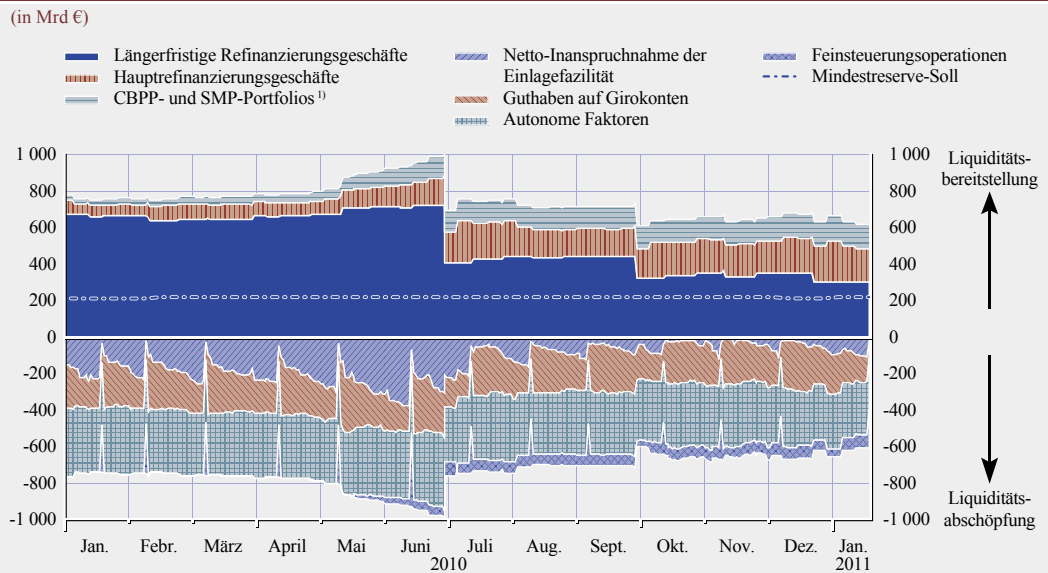 (in Mrd €)
Längerfristige Refinanzierungsgeschäfte
Hauptrefinanzierungsgeschäfte
CBPP- und SMP-Portfolios 1)
Netto-Inanspruchnahme der
Einlagefazilität
Guthaben auf Girokonten
Autonome Faktoren
Feinsteuerungsoperationen
Mindestreserve-Soll
1 000
800
600
400
200
0
-200
-400
-600
-800
-1 000
1 000
800
600
400
200
0
-200
-400
-600
-800
-1 000
Liquiditäts-
bereitstellung
Liquiditäts-
abschöpfung
Jan. Febr. März April Mai Juni Juli Aug. Sept. Okt. Nov. Dez. Jan.
2010 2011